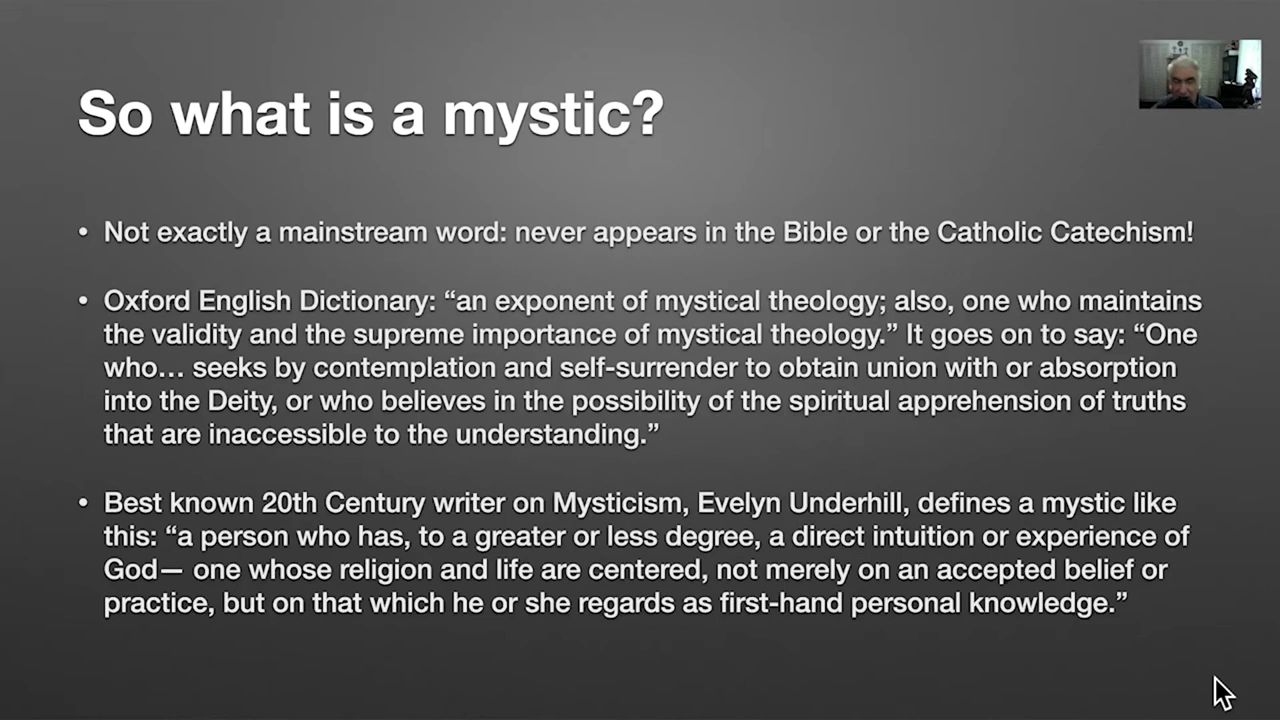 So what is a mystic?
• Not exactly a mainstream word: never appears in the Bible or the Catholic Catechism!
• Oxford English Dictionary: “an exponent of mystical theology; also, one who maintains
the validity and the supreme importance of mystical theology.” It goes on to say: “One
who… seeks by contemplation and self-surrender to obtain union with or absorption
into the Deity, or who believes in the possibility of the spiritual apprehension of truths
that are inaccessible to the understanding.”
• Best known 20th Century writer on Mysticism, Evelyn Underhill, defines a mystic like
this: “a person who has, to a greater or less degree, a direct intuition or experience of
God— one whose religion and life are centered, not merely on an accepted belief or
practice, but on that which he or she regards as first-hand personal knowledge.”